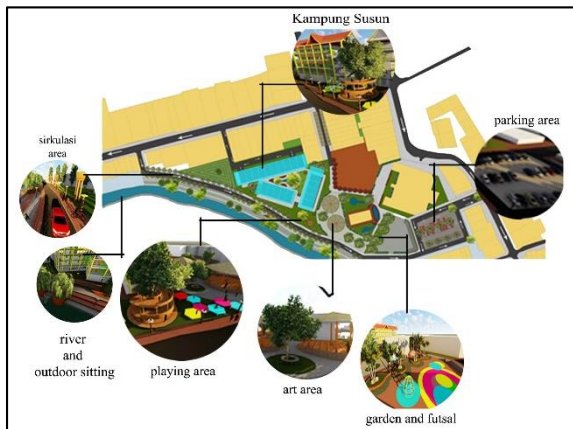 Kampung Susun
sirkulasi
area
parking area
river
and
outdoor sitting
playing area
art area
garden and futsal